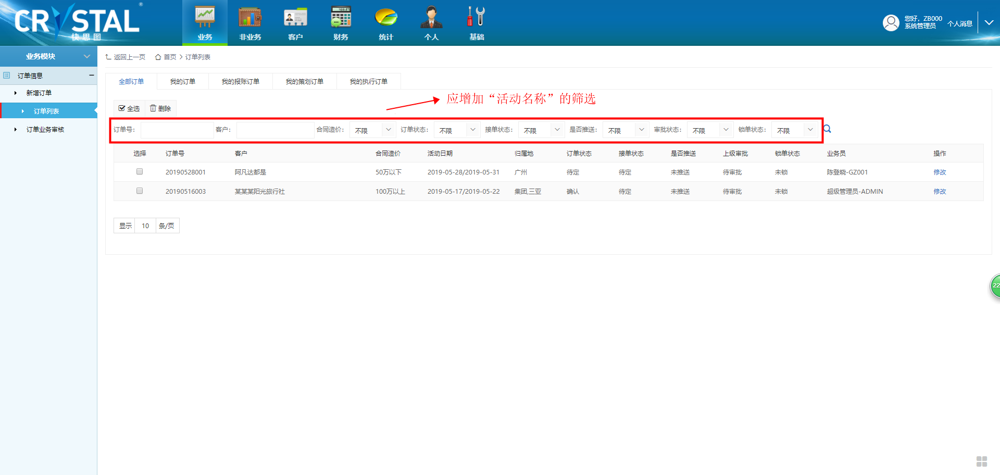 CRYSTAL ®
快思图
业务 非业务 客户 财务 统计 个人 基础
您好，ZB000
系统管理员
个人消息
业务模块
返回上一页 首页 > 订单列表
订单信息
新增订单
订单列表
订单业务审核
全部订单 我的订单 我的报账订单 我的策划订单 我的执行订单
应增加“活动名称”的筛选
全选 删除
订单号： 客户： 合同造价： 不限 订单状态： 不限 接单状态： 不限 是否推送： 不限 审批状态： 不限 锁单状态： 不限
选择 订单号 客户 合同造价 活动日期 归属地 订单状态 接单状态 是否推送 上级审批 锁单状态 业务员 操作
20190528001 阿凡达都是 50万以下 2019-05-28/2019-05-31 广州 待定 待定 未推送 待审批 未锁 陈登晓-GZ001 修改
20190516003 某某某阳光旅行社 100万以上 2019-05-17/2019-05-22 集团,三亚 确认 待定 未推送 待审批 未锁 超级管理员-ADMIN 修改
显示 10 条/页
22